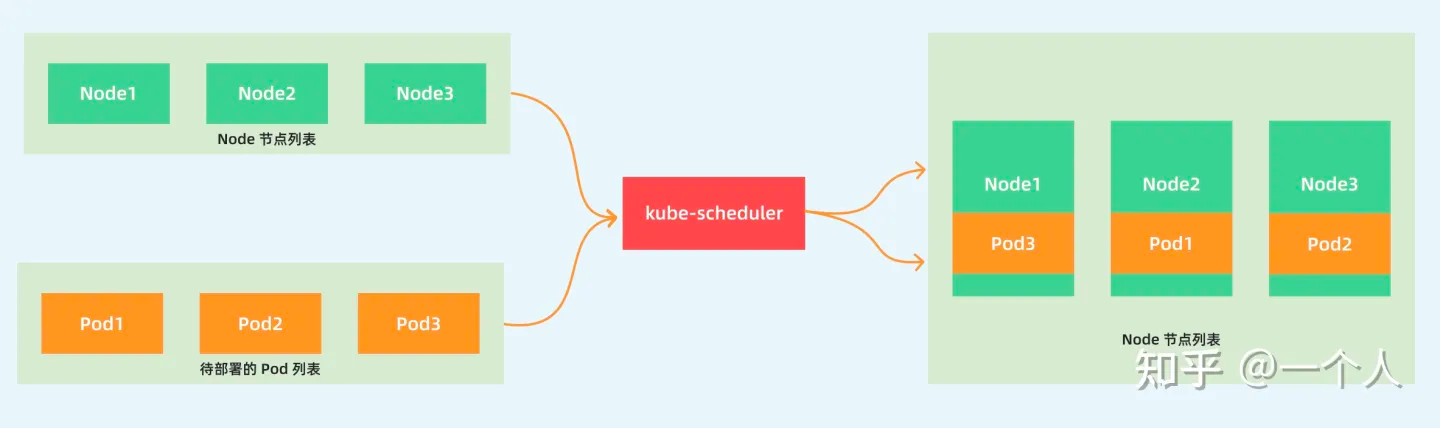 Node1
Node2
Node3
Node 节点列表
Pod1
Pod2
Pod3
待部署的 Pod 列表
kube-scheduler
Node1
Node2
Node3
Pod3
Pod1
Pod2
Node 节点列表
知乎 @一个人